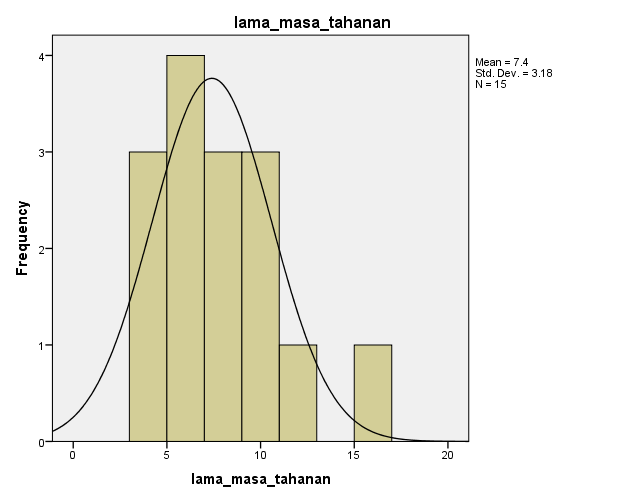 lama_masa_tahanan
Mean = 7.4
Std. Dev. = 3.18
N = 15
Frequency
4
3
2
1
0
0 5 10 15 20
lama_masa_tahanan